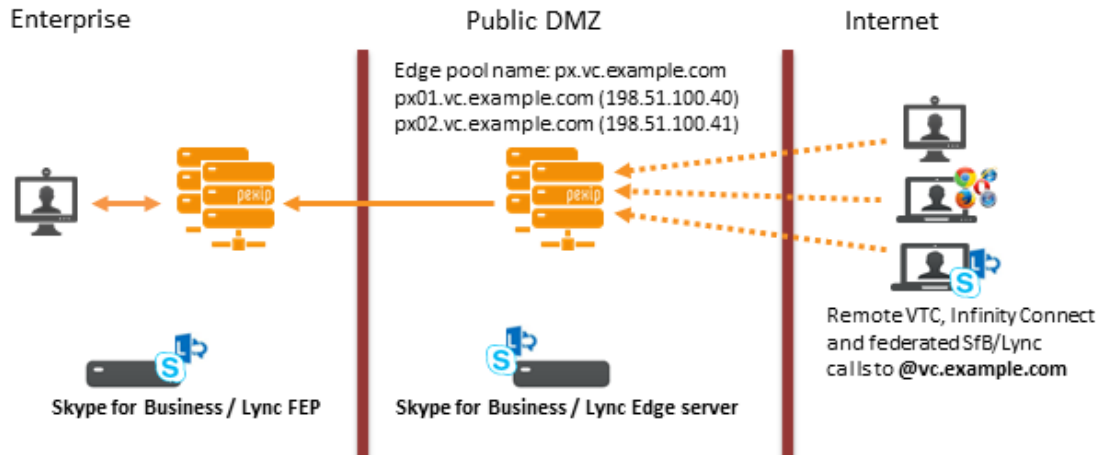 Enterprise
Public DMZ
Internet
Edge pool name: px.vc.example.com
px01.vc.example.com (198.51.100.40)
px02.vc.example.com (198.51.100.41)
pexip
pexip
Remote VTC, Infinity Connect
and federated SfB/Lync
calls to @vc.example.com
Skype for Business / Lync FEP
Skype for Business / Lync Edge server